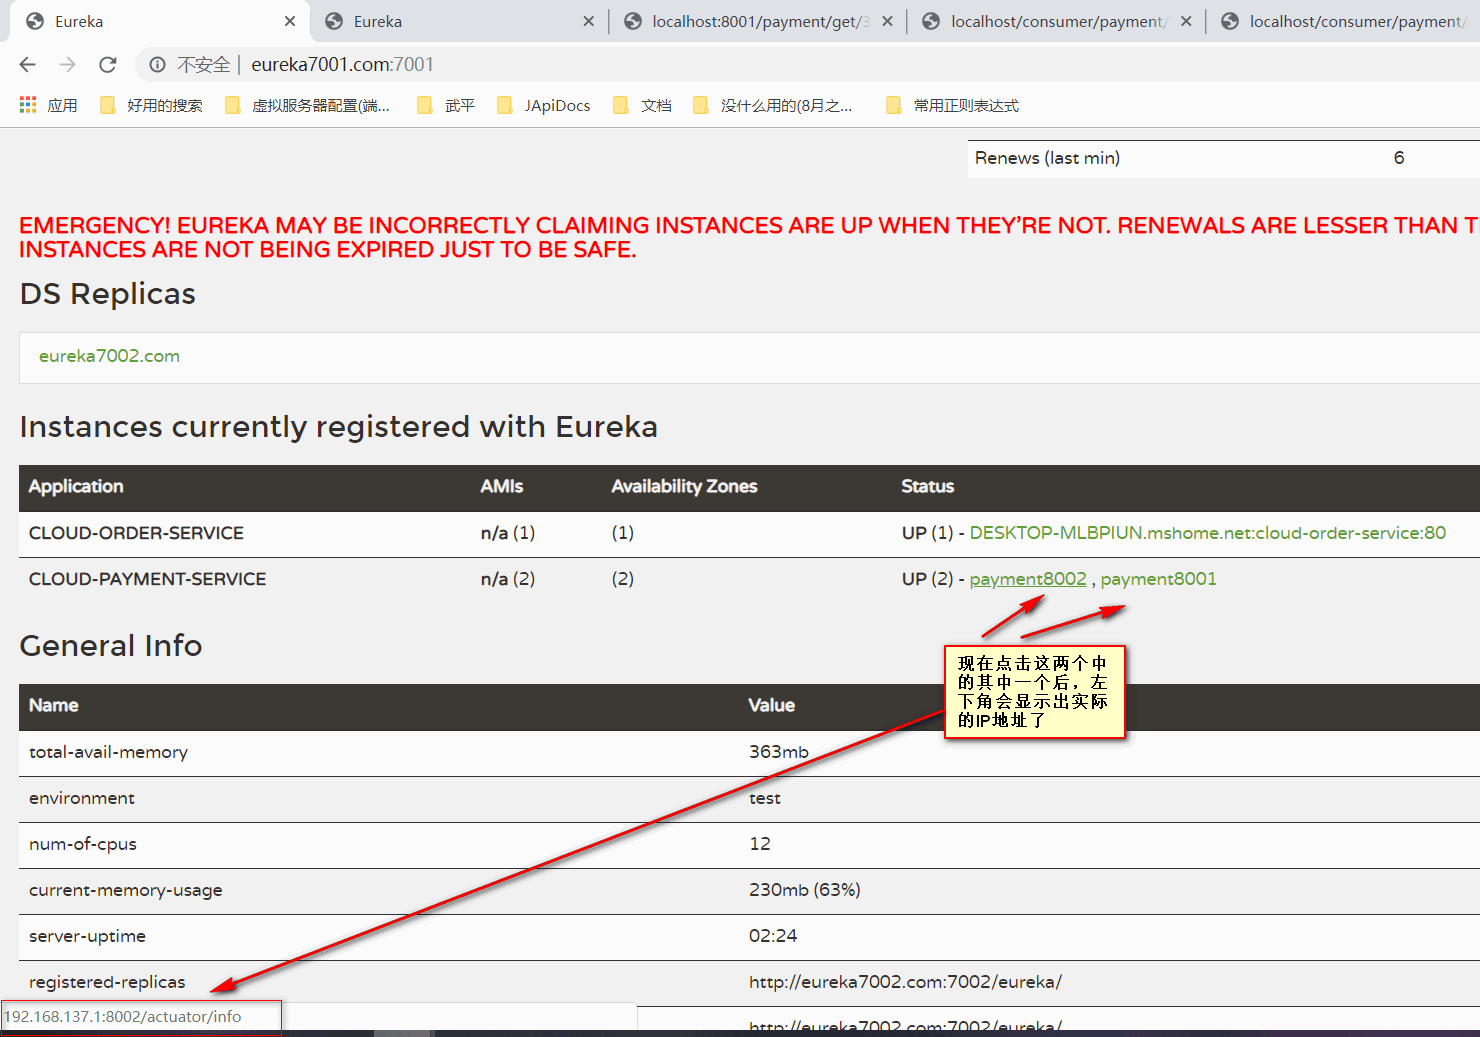 Eureka
Eureka
localhost:8001/payment/get/3
localhost/consumer/payment/
localhost/consumer/payment/
不安全 | eureka7001.com:7001
应用
好用的搜索
虚拟服务器配置(端...
武平
JApiDocs
文档
没什么用的(8月之...
常用正则表达式
Renews (last min) 6
EMERGENCY! EUREKA MAY BE INCORRECTLY CLAIMING INSTANCES ARE UP WHEN THEY'RE NOT. RENEWALS ARE LESSER THAN
INSTANCES ARE NOT BEING EXPIRED JUST TO BE SAFE.
DS Replicas
eureka7002.com
Instances currently registered with Eureka
Application AMIs Availability Zones Status
CLOUD-ORDER-SERVICE n/a (1) (1) UP (1) - DESKTOP-MLBPIUN.mshome.net:cloud-order-service:80
CLOUD-PAYMENT-SERVICE n/a (2) (2) UP (2) - payment8002 , payment8001
现在点击这两个中
的其中一个后，左
下角会显示出实际
的IP地址了
General Info
Name Value
total-avail-memory 363mb
environment test
num-of-cpus 12
current-memory-usage 230mb (63%)
server-uptime 02:24
registered-replicas http://eureka7002.com:7002/eureka/
http://eureka7002.com:7002/eureka/
192.168.137.1:8002/actuator/info